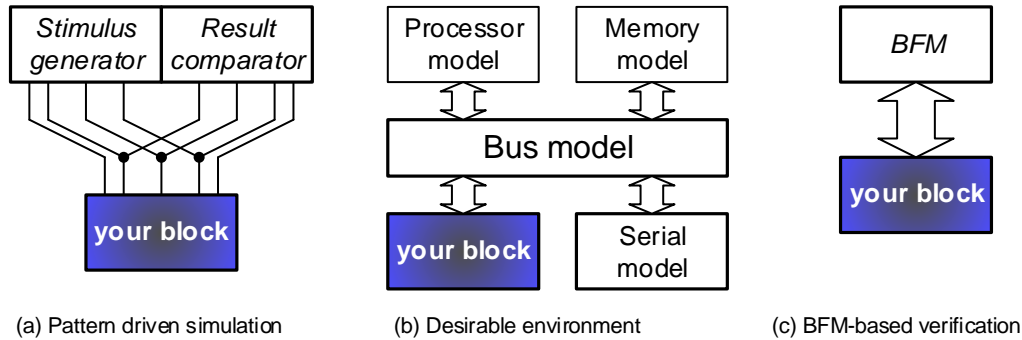 Stimulus
generator
Result
comparator
your block
(a) Pattern driven simulation
Processor
model
Memory
model
Bus model
your block
Serial
model
(b) Desirable environment
BFM
your block
(c) BFM-based verification